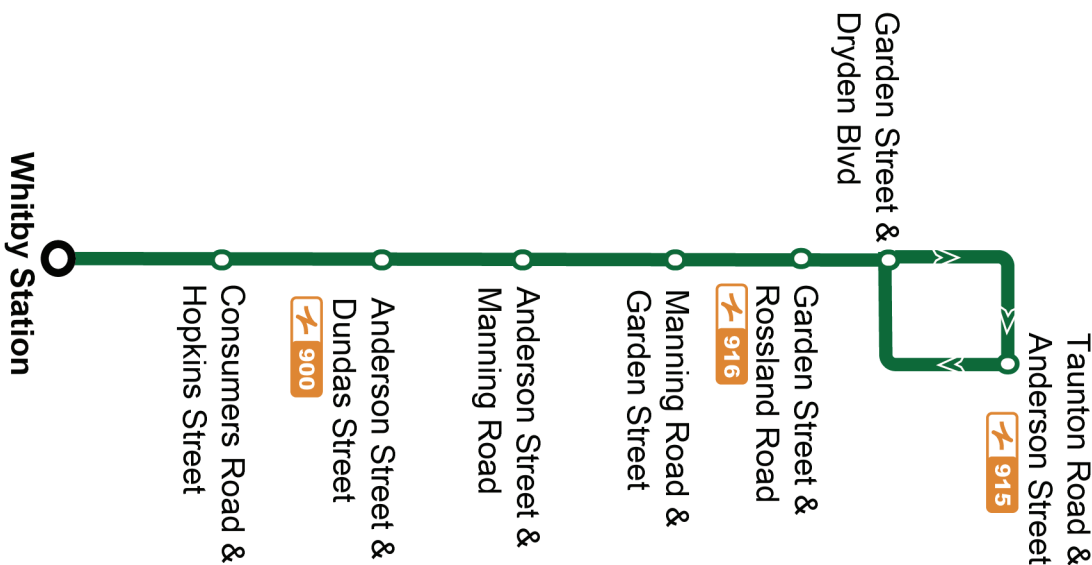 Taunton Road &
Anderson Street
915
Garden Street &
Dryden Blvd
Garden Street &
Rossland Road
916
Manning Road &
Garden Street
Anderson Street &
Manning Road
Anderson Street &
Dundas Street
900
Consumers Road &
Hopkins Street
Whitby Station